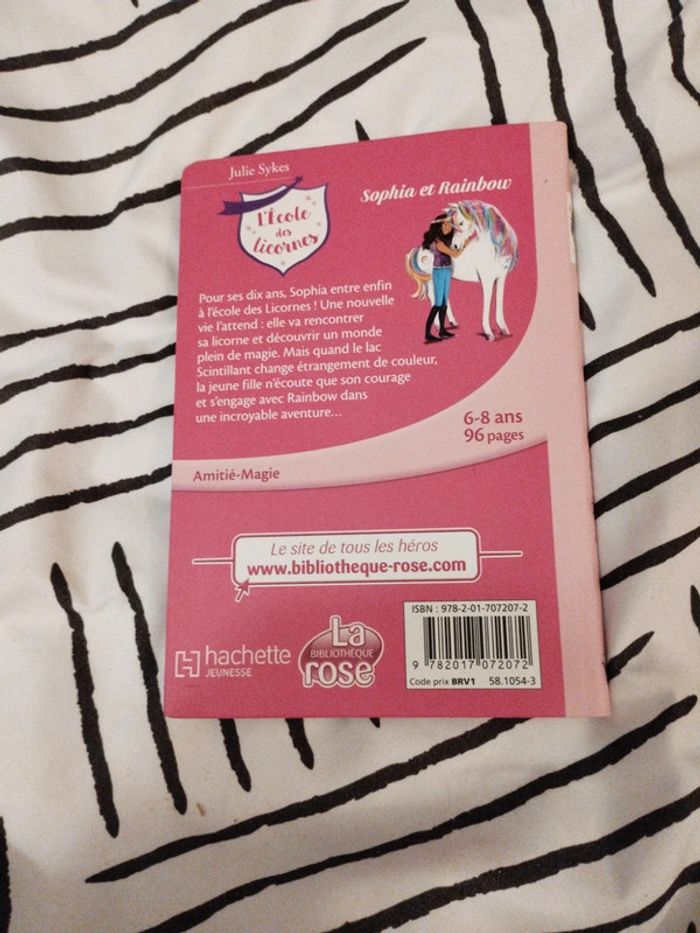 Julie Sykes
l'École
des
licornes
Sophia et Rainbow
Pour ses dix ans, Sophia entre enfin
à l'école des Licornes ! Une nouvelle
vie l'attend : elle va rencontrer
sa licorne et découvrir un monde
plein de magie. Mais quand le lac
Scintillant change étrangement de couleur,
la jeune fille n'écoute que son courage
et s'engage avec Rainbow dans
une incroyable aventure…
6-8 ans
96 pages
Amitié-Magie
Le site de tous les héros
www.bibliotheque-rose.com
hachette
JEUNESSE
La
BIBLIOTHÈQUE
rose
ISBN : 978-2-01-707207-2
9 782017 072072
Code prix BRV1 58.1054-3